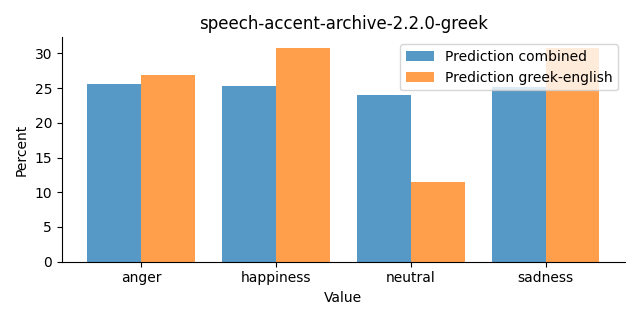 speech-accent-archive-2.2.0-greek
Prediction combined
Prediction greek-english
Percent
30
25
20
15
10
5
0
anger happiness neutral sadness
Value